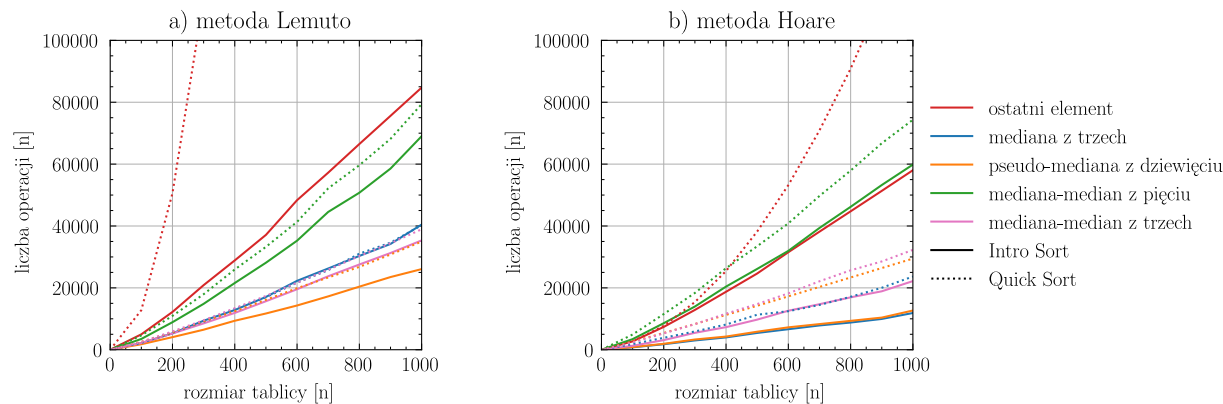 a) metoda Lemuto
100000
80000
60000
40000
20000
0
liczba operacji [n]
0 200 400 600 800 1000
rozmiar tablicy [n]
b) metoda Hoare
100000
80000
60000
40000
20000
0
liczba operacji [n]
0 200 400 600 800 1000
rozmiar tablicy [n]
ostatni element
mediana z trzech
pseudo-mediana z dziewięciu
mediana-median z pięciu
mediana-median z trzech
Intro Sort
Quick Sort